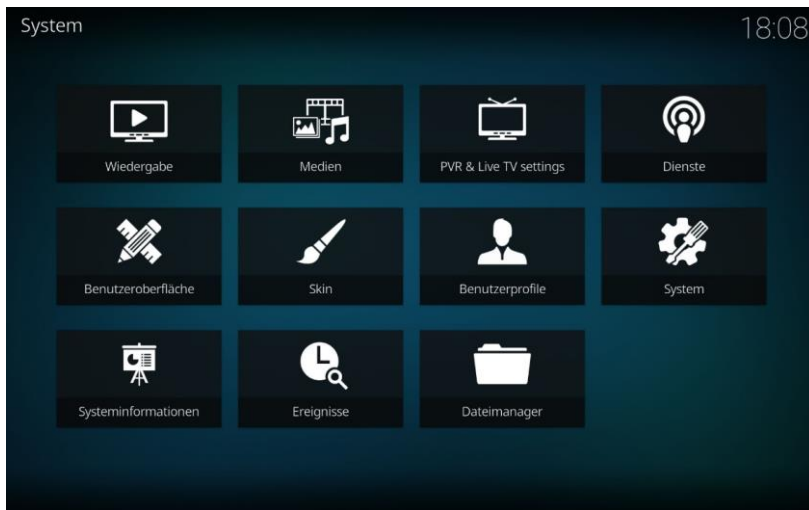 System
18:08
Wiedergabe
Medien
PVR & Live TV settings
Dienste
Benutzeroberfläche
Skin
Benutzerprofile
System
Systeminformationen
Ereignisse
Dateimanager